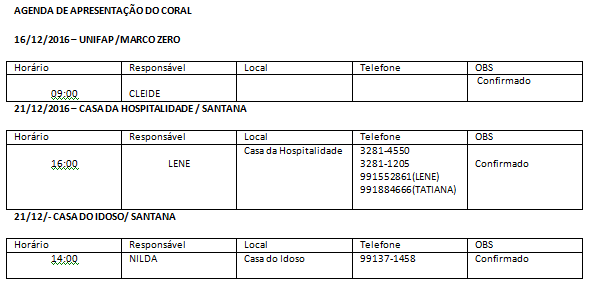 AGENDA DE APRESENTAÇÃO DO CORAL
16/12/2016 – UNIFAP /MARCO ZERO
Horário Responsável Local Telefone OBS
Confirmado
09:00 CLEIDE
21/12/2016 – CASA DA HOSPITALIDADE / SANTANA
Horário Responsável Local Telefone OBS
Casa da Hospitalidade 3281-4550
16:00 LENE 3281-1205 Confirmado
991552861(LENE)
991884666(TATIANA)
21/12/- CASA DO IDOSO/ SANTANA
Horário Responsável Local Telefone OBS
14:00 NILDA Casa do Idoso 99137-1458 Confirmado